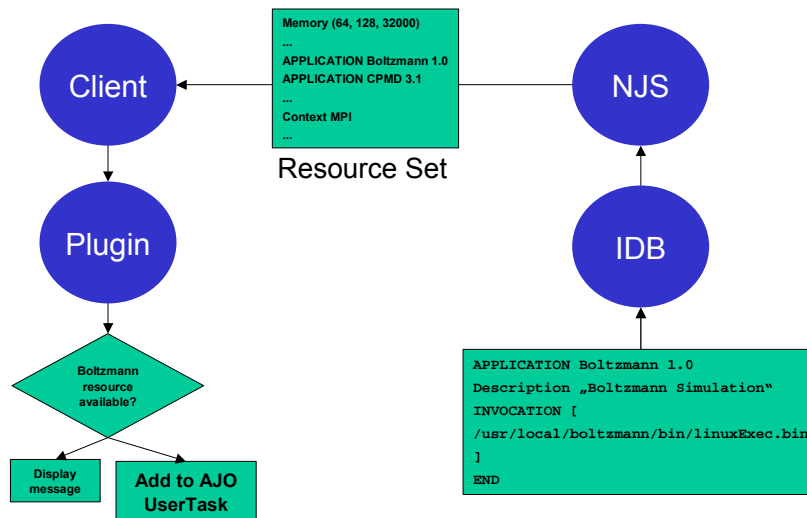 Memory (64, 128, 32000)
...
APPLICATION Boltzmann 1.0
APPLICATION CPMD 3.1
...
Context MPI
...
Client
NJS
Resource Set
Plugin
IDB
Boltzmann
resource
available?
APPLICATION Boltzmann 1.0
Description „Boltzmann Simulation“
INVOCATION [
/usr/local/boltzmann/bin/linuxExec.bin
]
END
Display
message
Add to AJO
UserTask